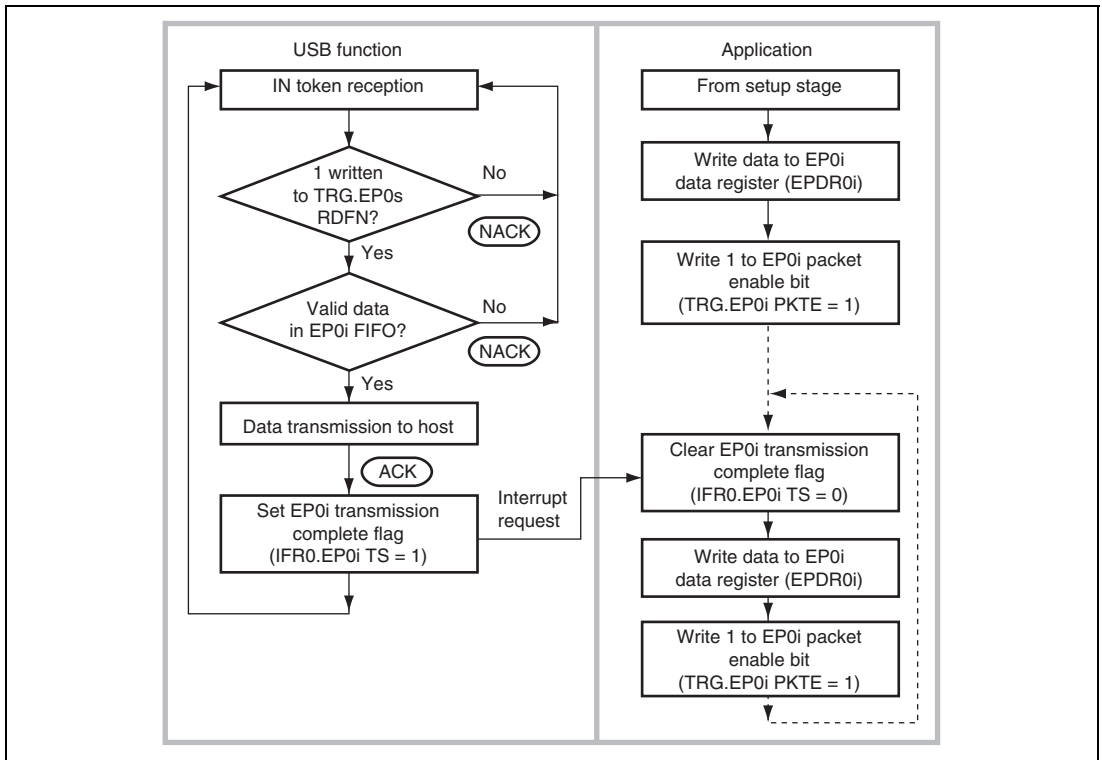 USB function
IN token reception
1 written
to TRG.EP0s
RDFN?
No
NACK
Yes
Valid data
in EP0i FIFO?
No
NACK
Yes
Data transmission to host
ACK
Set EP0i transmission
complete flag
(IFR0.EP0i TS = 1)
Interrupt
request
Application
From setup stage
Write data to EP0i
data register (EPDR0i)
Write 1 to EP0i packet
enable bit
(TRG.EP0i PKTE = 1)
Clear EP0i transmission
complete flag
(IFR0.EP0i TS = 0)
Write data to EP0i
data register (EPDR0i)
Write 1 to EP0i packet
enable bit
(TRG.EP0i PKTE = 1)